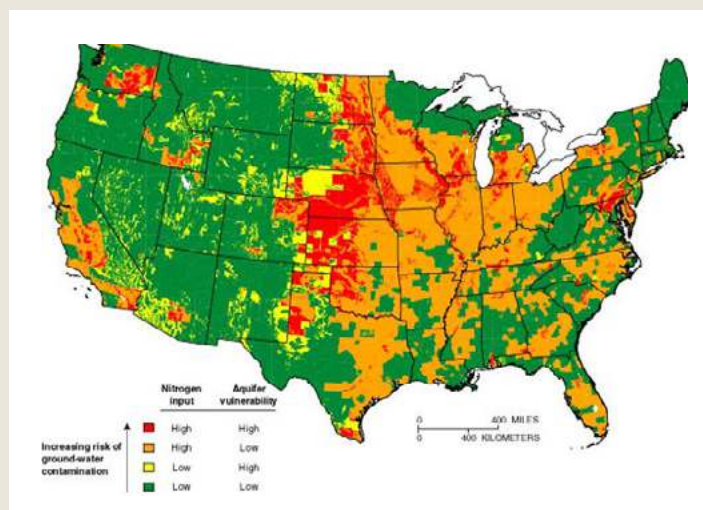 Nitrogen input
Aquifer vulnerability
Increasing risk of
ground-water
contamination
High High
High Low
Low High
Low Low
0 400 MILES
0 400 KILOMETERS